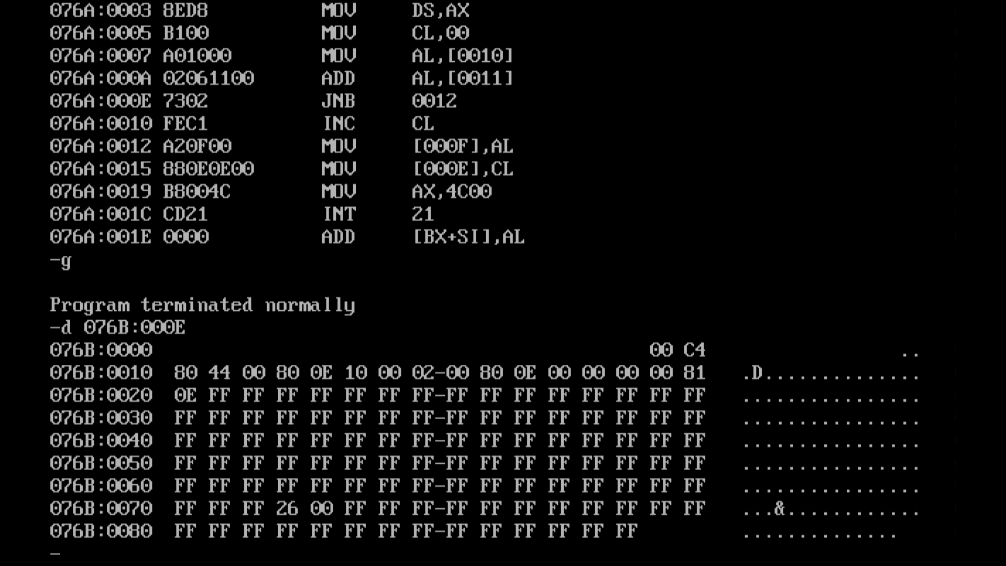 076A:0003 8ED8 MOV DS,AX
076A:0005 B100 MOV CL,00
076A:0007 A01000 MOV AL,[0010]
076A:000A 02061100 ADD AL,[0011]
076A:000E 7302 JNB 0012
076A:0010 FEC1 INC CL
076A:0012 A20F00 MOV [000F],AL
076A:0015 880E0E00 MOV [000E],CL
076A:0019 B8004C MOV AX,4C00
076A:001C CD21 INT 21
076A:001E 0000 ADD [BX+SI],AL
-g
Program terminated normally
-d 076B:000E
076B:0000 00 C4 ..
076B:0010 80 44 00 80 0E 10 00 02-00 80 0E 00 00 00 00 81 .D..............
076B:0020 0E FF FF FF FF FF FF FF-FF FF FF FF FF FF FF FF ................
076B:0030 FF FF FF FF FF FF FF FF-FF FF FF FF FF FF FF FF ................
076B:0040 FF FF FF FF FF FF FF FF-FF FF FF FF FF FF FF FF ................
076B:0050 FF FF FF FF FF FF FF FF-FF FF FF FF FF FF FF FF ................
076B:0060 FF FF FF FF FF FF FF FF-FF FF FF FF FF FF FF FF ................
076B:0070 FF FF FF 26 00 FF FF FF-FF FF FF FF FF FF FF FF ...&............
076B:0080 FF FF FF FF FF FF FF FF-FF FF FF FF FF FF ..............
-